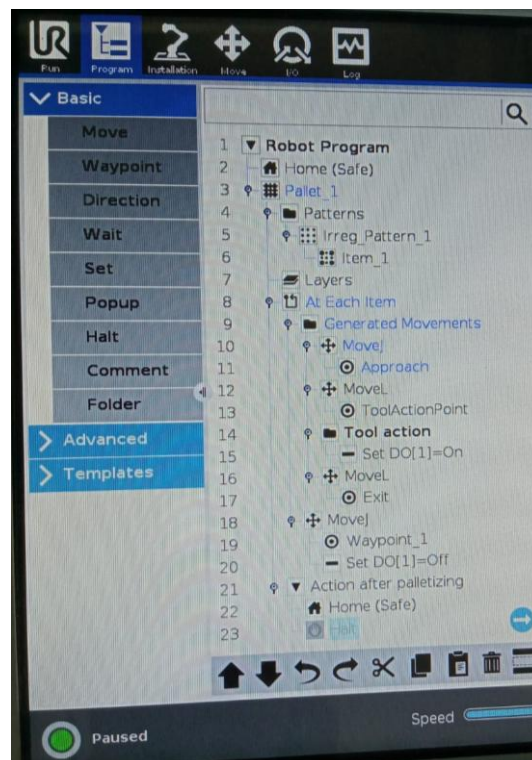 UR
Run
Program
Installation
Move
I/O
Log
Basic
Move
Waypoint
Direction
Wait
Set
Popup
Halt
Comment
Folder
Advanced
Templates
1 Robot Program
2 Home (Safe)
3 Pallet_1
4 Patterns
5 Irreg_Pattern_1
6 Item_1
7 Layers
8 At Each Item
9 Generated Movements
10 MoveJ
11 Approach
12 MoveL
13 ToolActionPoint
14 Tool action
15 Set DO[1]=On
16 MoveL
17 Exit
18 MoveJ
19 Waypoint_1
20 Set DO[1]=Off
21 Action after palletizing
22 Home (Safe)
23 Halt
Paused
Speed